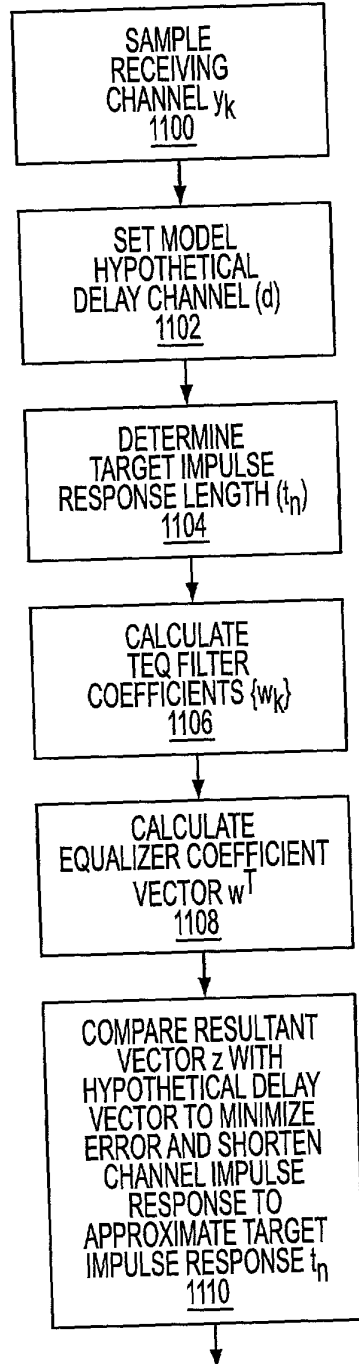 SAMPLE
RECEIVING
CHANNEL yk
1100
SET MODEL
HYPOTHETICAL
DELAY CHANNEL (d)
1102
DETERMINE
TARGET IMPULSE
RESPONSE LENGTH (tn)
1104
CALCULATE
TEQ FILTER
COEFFICIENTS {wk}
1106
CALCULATE
EQUALIZER COEFFICIENT
VECTOR wT
1108
COMPARE RESULTANT
VECTOR z WITH
HYPOTHETICAL DELAY
VECTOR TO MINIMIZE
ERROR AND SHORTEN
CHANNEL IMPULSE
RESPONSE TO
APPROXIMATE TARGET
IMPULSE RESPONSE tn
1110